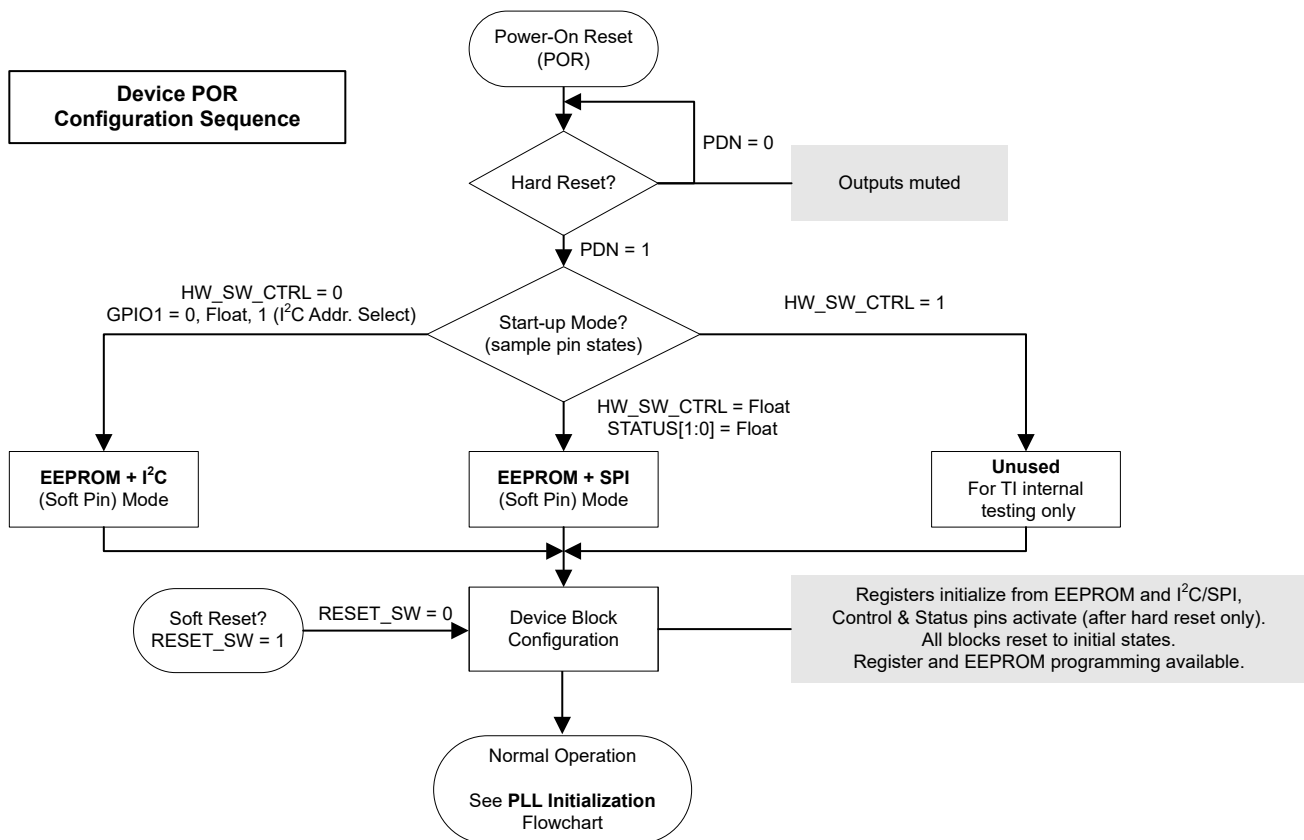 Power-On Reset
(POR)
Device POR
Configuration Sequence
PDN = 0
Hard Reset?
Outputs muted
PDN = 1
HW_SW_CTRL = 0
GPIO1 = 0, Float, 1 (I²C Addr. Select)
Start-up Mode?
(sample pin states)
HW_SW_CTRL = 1
HW_SW_CTRL = Float
STATUS[1:0] = Float
EEPROM + I²C
(Soft Pin) Mode
EEPROM + SPI
(Soft Pin) Mode
Unused
For TI internal
testing only
Soft Reset?
RESET_SW = 1
RESET_SW = 0
Device Block
Configuration
Registers initialize from EEPROM and I²C/SPI,
Control & Status pins activate (after hard reset only).
All blocks reset to initial states.
Register and EEPROM programming available.
Normal Operation
See PLL Initialization
Flowchart